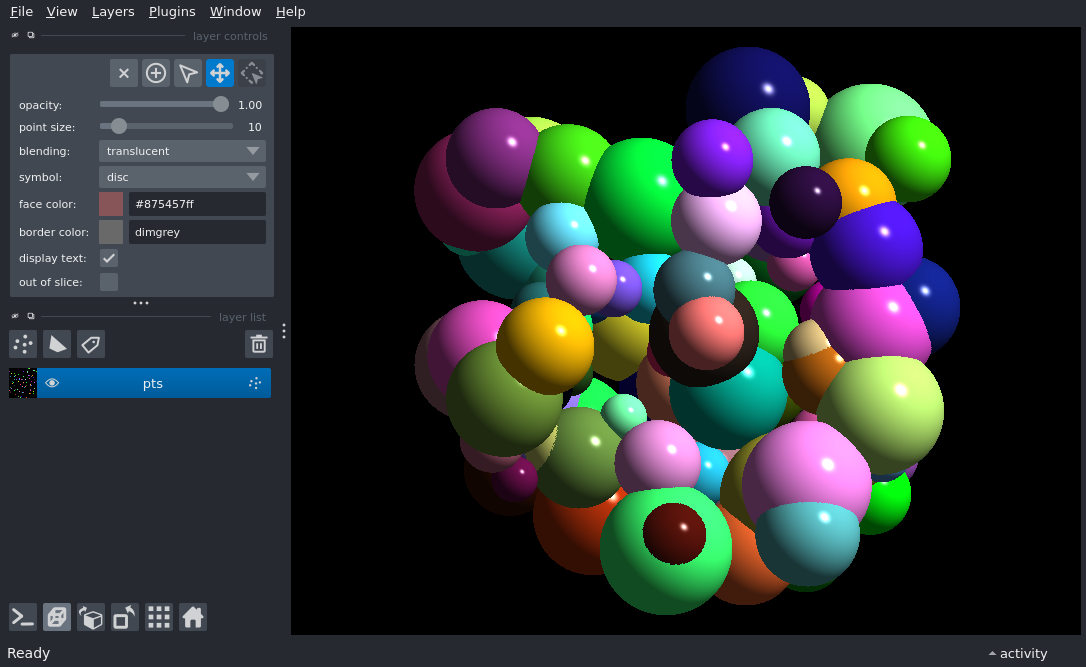 File View Layers Plugins Window Help
layer controls
opacity: 1.00
point size: 10
blending: translucent
symbol: disc
face color: #875457ff
border color: dimgrey
display text:
out of slice:
layer list
pts
Ready activity